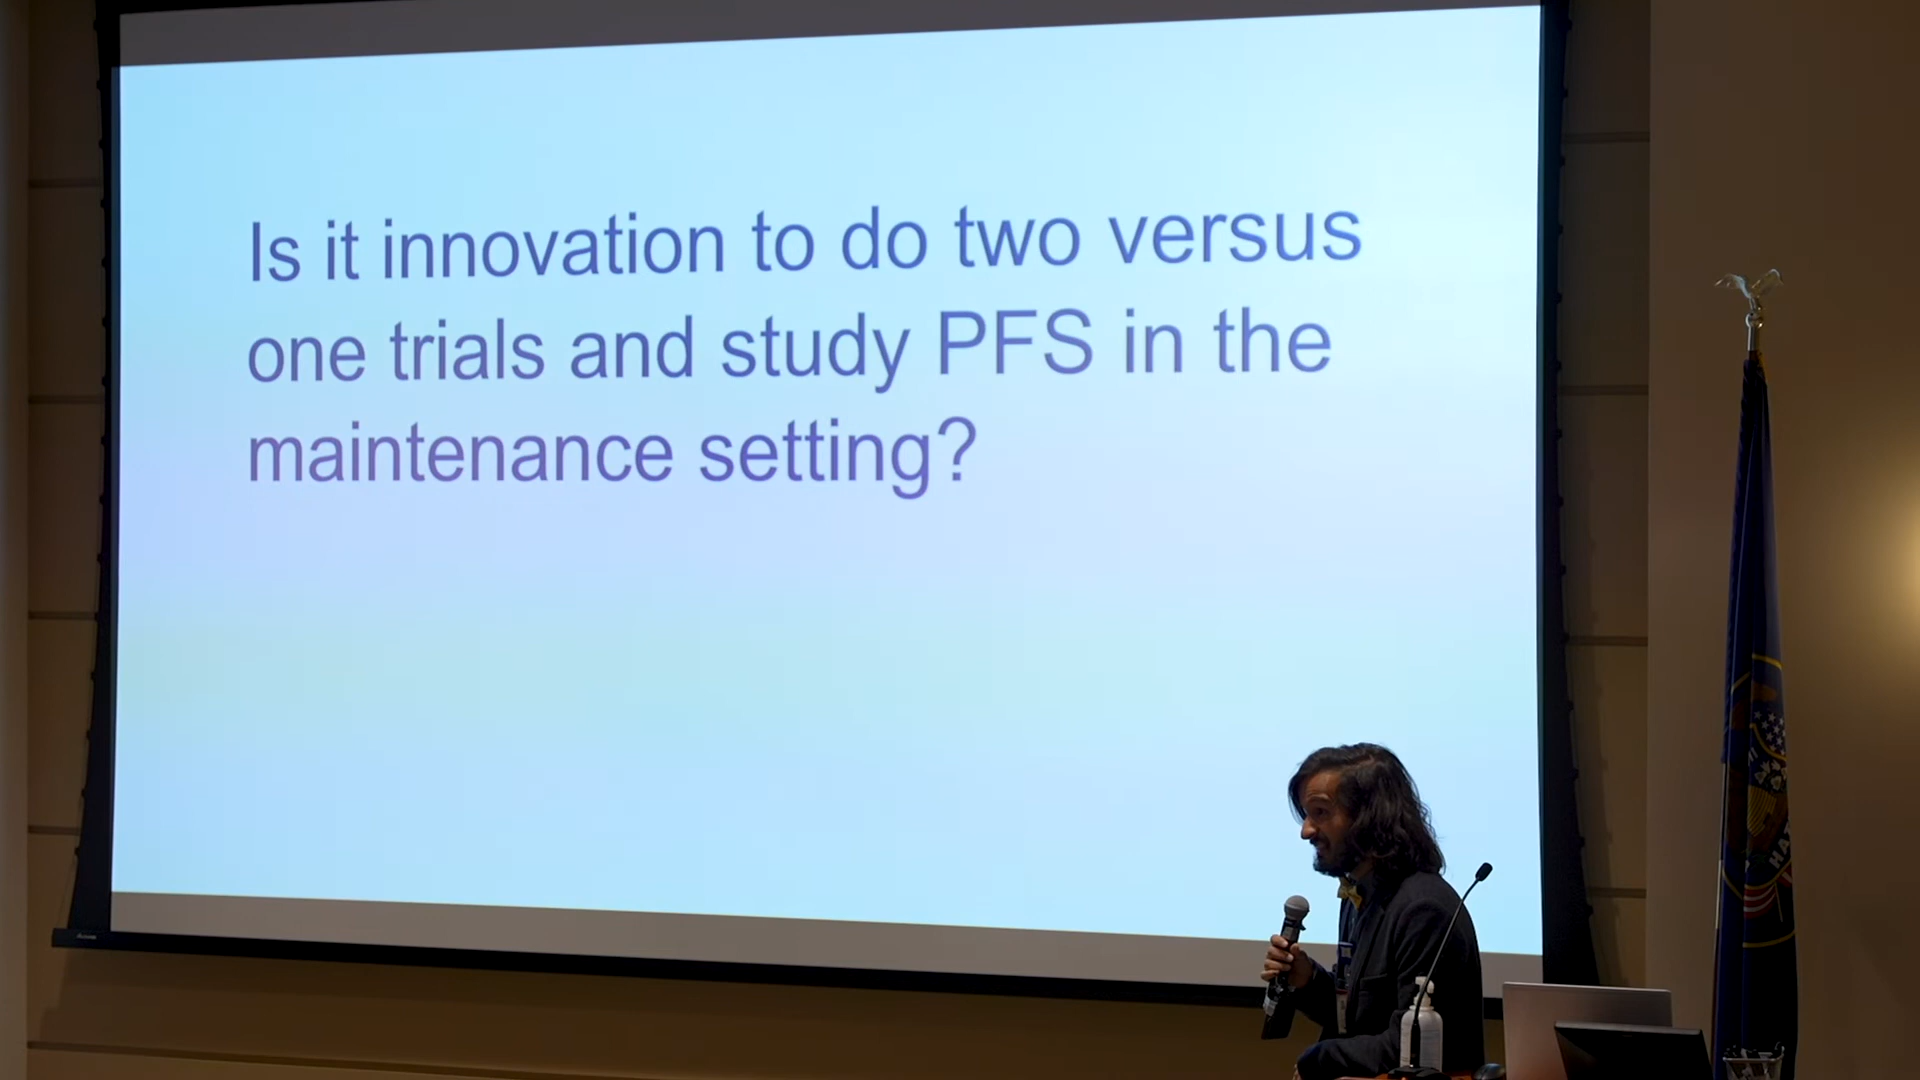 Is it innovation to do two versus
one trials and study PFS in the
maintenance setting?